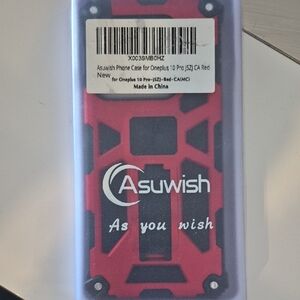 X003SMB0HZ
Asuwish Phone Case for Oneplus 10 Pro (SZ) CA Red
New
for Oneplus 10 Pro-(SZ)-Red-CA(MC)
Made in China
Asuwish
As you wish